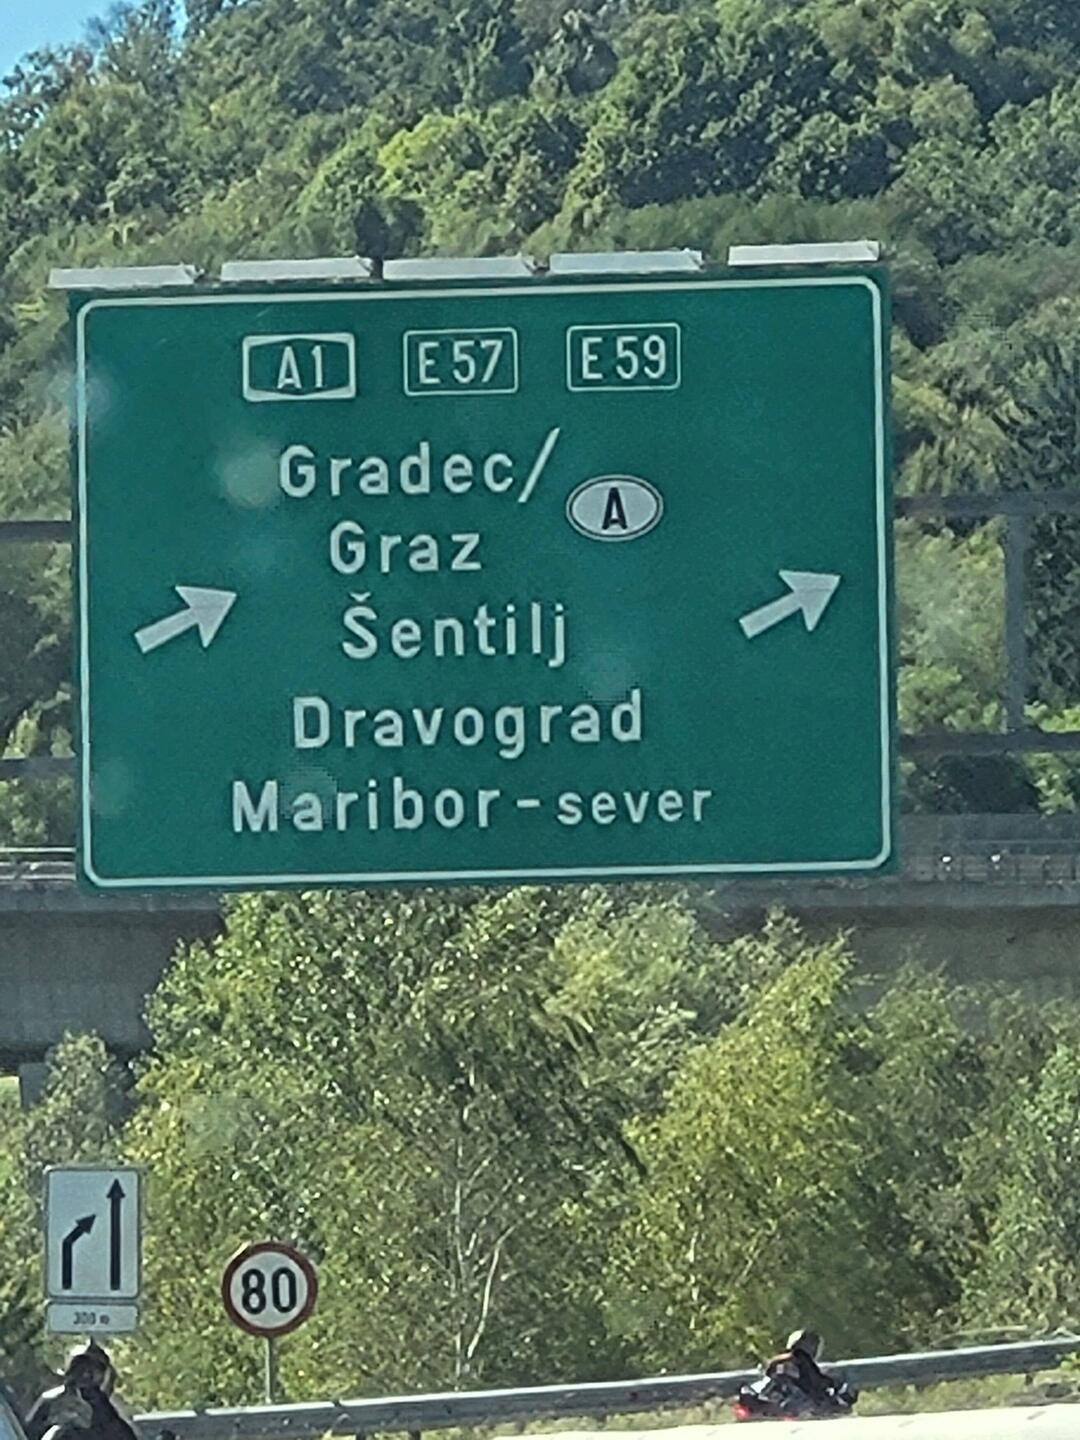 A1 E 57 E 59
Gradec/
Graz A
Šentilj
Dravograd
Maribor - sever
80
300 m